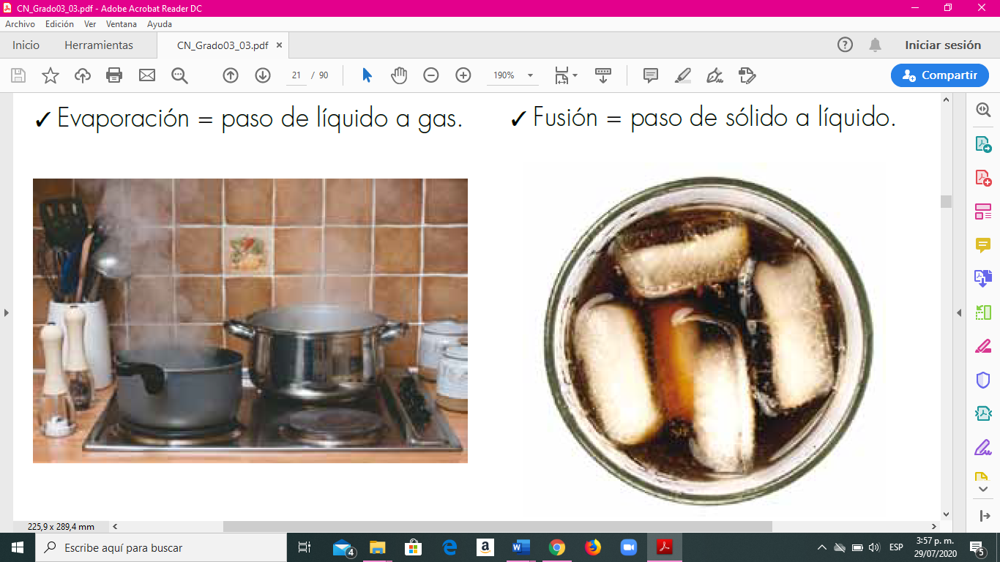 CN_Grado03_03.pdf - Adobe Acrobat Reader DC
Archivo Edición Ver Ventana Ayuda
Inicio Herramientas CN_Grado03_03.pdf × Iniciar sesión
21 / 90 190% Compartir
✓ Evaporación = paso de líquido a gas.
✓ Fusión = paso de sólido a líquido.
225,9 x 289,4 mm
Escribe aquí para buscar 4 ESP 3:57 p. m.
29/07/2020 5